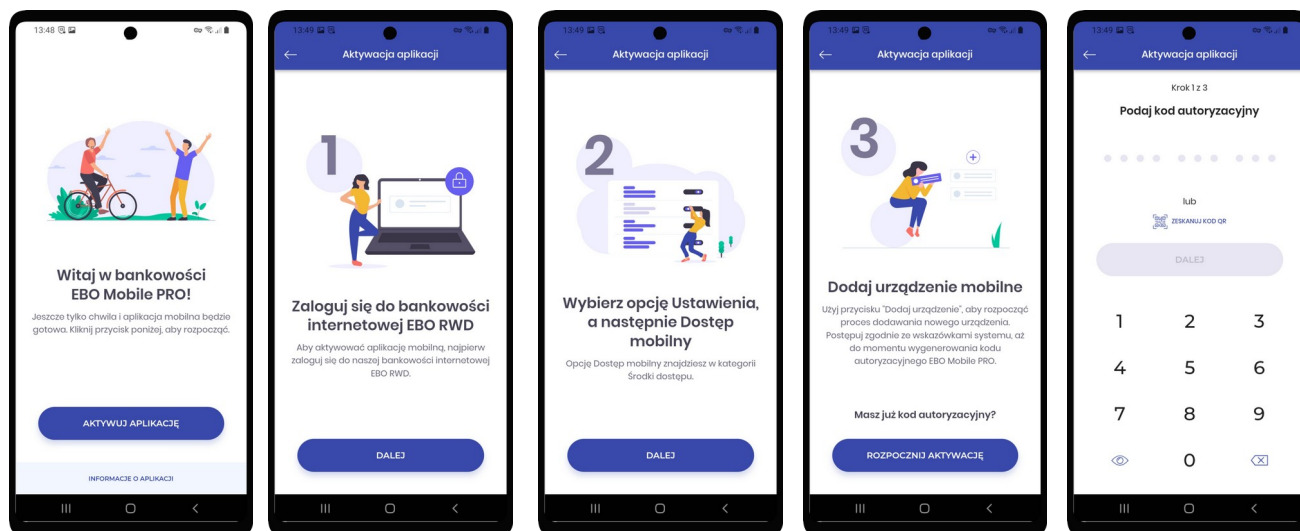 13:48
Witaj w bankowości
EBO Mobile PRO!
Jeszcze tylko chwila i aplikacja mobilna będzie
gotowa. Kliknij przycisk poniżej, aby rozpocząć.
AKTYWUJ APLIKACJĘ
INFORMACJE O APLIKACJI
13:49
Aktywacja aplikacji
1
Zaloguj się do bankowości
internetowej EBO RWD
Aby aktywować aplikację mobilną, najpierw
zaloguj się do naszej bankowości internetowej
EBO RWD.
DALEJ
13:49
Aktywacja aplikacji
2
Wybierz opcję Ustawienia,
a następnie Dostęp
mobilny
Opcję Dostęp mobilny znajdziesz w kategorii
Środki dostępu.
DALEJ
13:49
Aktywacja aplikacji
3
Dodaj urządzenie mobilne
Użyj przycisku "Dodaj urządzenie", aby rozpocząć
proces dodawania nowego urządzenia.
Postępuj zgodnie ze wskazówkami systemu, aż
do momentu wygenerowania kodu
autoryzacyjnego EBO Mobile PRO.
Masz już kod autoryzacyjny?
ROZPOCZNIJ AKTYWACJĘ
13:49
Aktywacja aplikacji
Krok 1 z 3
Podaj kod autoryzacyjny
lub
ZESKANUJ KOD QR
DALEJ
1 2 3
4 5 6
7 8 9
0